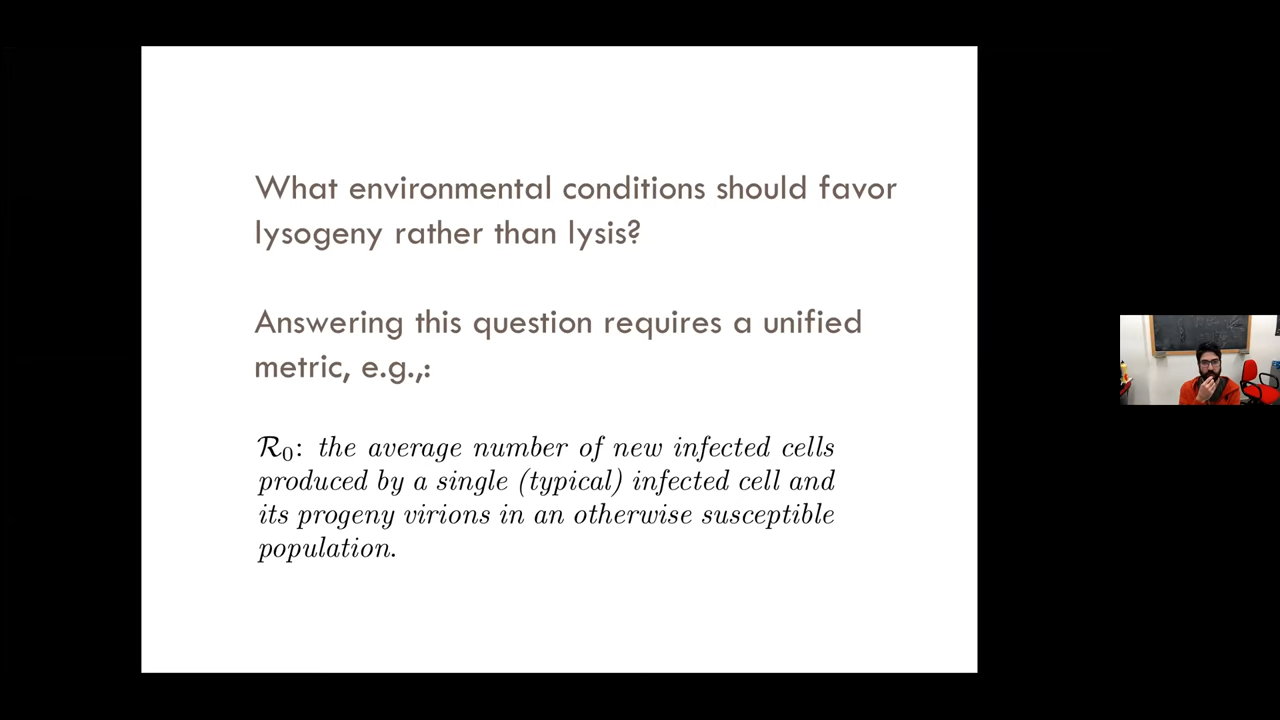 What environmental conditions should favor
lysogeny rather than lysis?
Answering this question requires a unified
metric, e.g.,:
R₀: the average number of new infected cells
produced by a single (typical) infected cell and
its progeny virions in an otherwise susceptible
population.